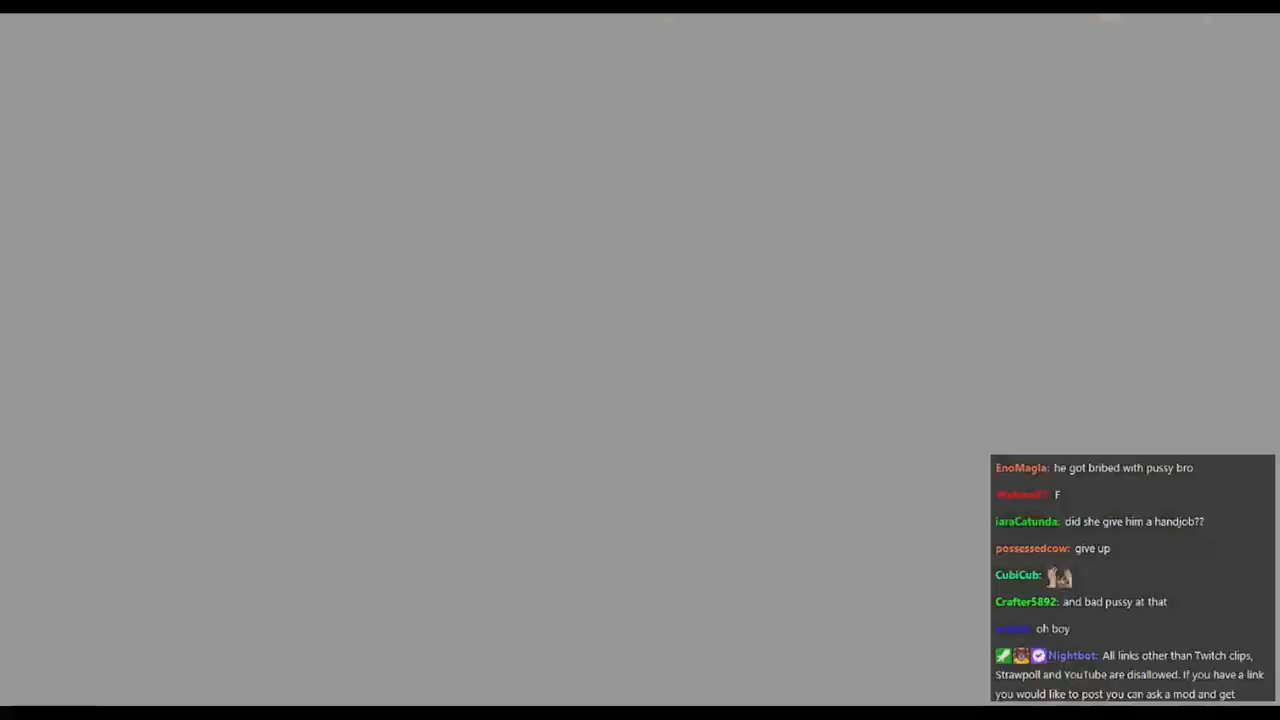 EnoMagia: he got bribed with pussy bro
F
iaraCatunda: did she give him a handjob??
possessedcow: give up
CubiCub:
Crafter5892: and bad pussy at that
oh boy
Nightbot: All links other than Twitch clips,
Strawpoll and YouTube are disallowed. If you have a link
you would like to post you can ask a mod and get